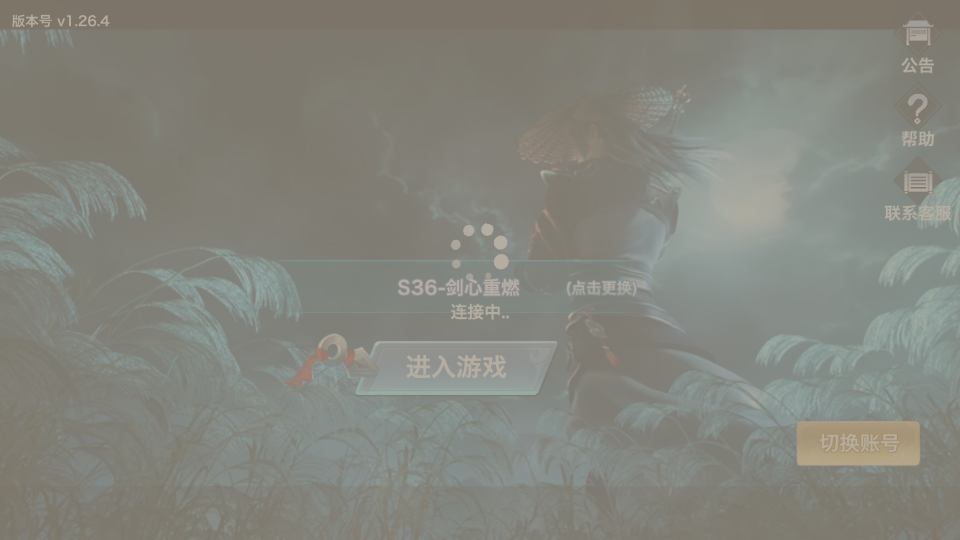 版本号 v1.26.4
公告
帮助
联系客服
S36-剑心重燃 (点击更换)
连接中..
进入游戏
切换账号